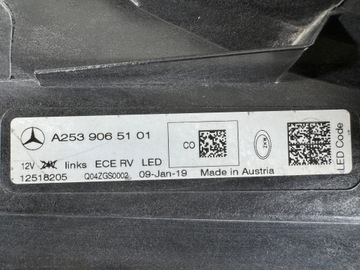 A253 906 51 01
CO
12V 24V links ECE RV LED
12518205 Q04ZGS0002 09-Jan-19 Made in Austria
LED Code